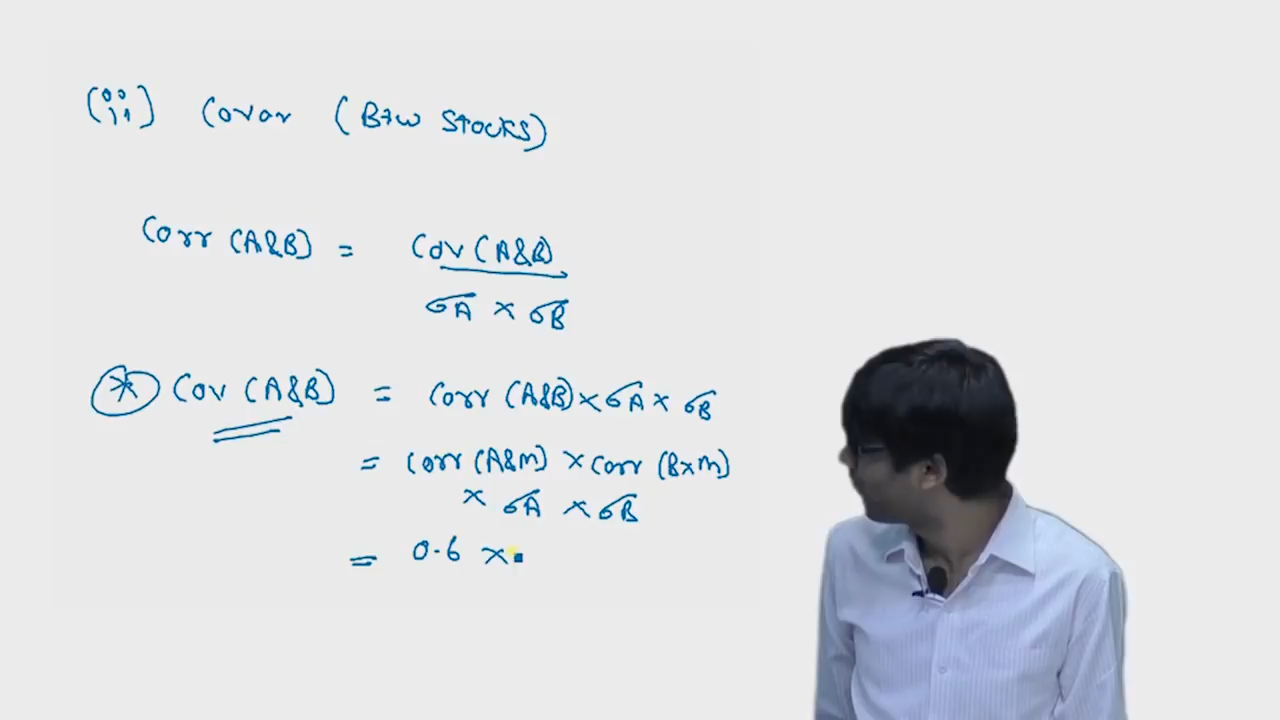 (iii) Covar (B/w Stocks)
Corr (A&B) = Cov (A&B)
σA × σB
* Cov (A&B) = Corr (A&B) × σA × σB
= Corr (A&m) × Corr (B×m)
× σA × σB
= 0.6 ×